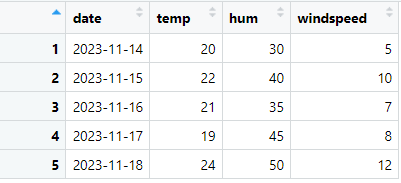 date temp hum windspeed
1 2023-11-14 20 30 5
2 2023-11-15 22 40 10
3 2023-11-16 21 35 7
4 2023-11-17 19 45 8
5 2023-11-18 24 50 12